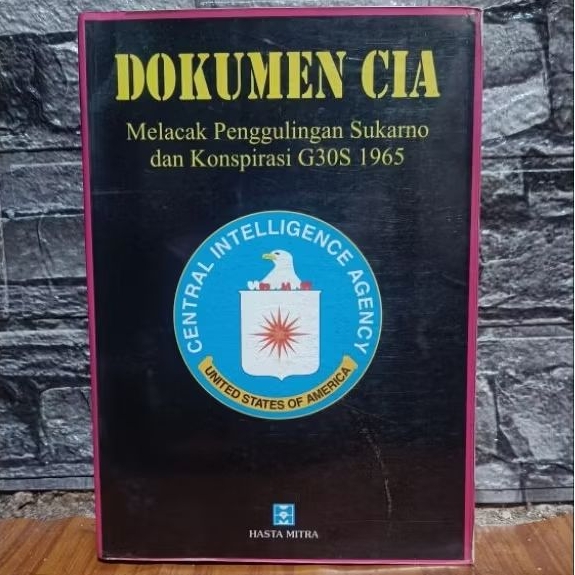 DOKUMEN CIA
Melacak Penggulingan Sukarno
dan Konspirasi G30S 1965
CENTRAL INTELLIGENCE AGENCY
UNITED STATES OF AMERICA
HASTA MITRA